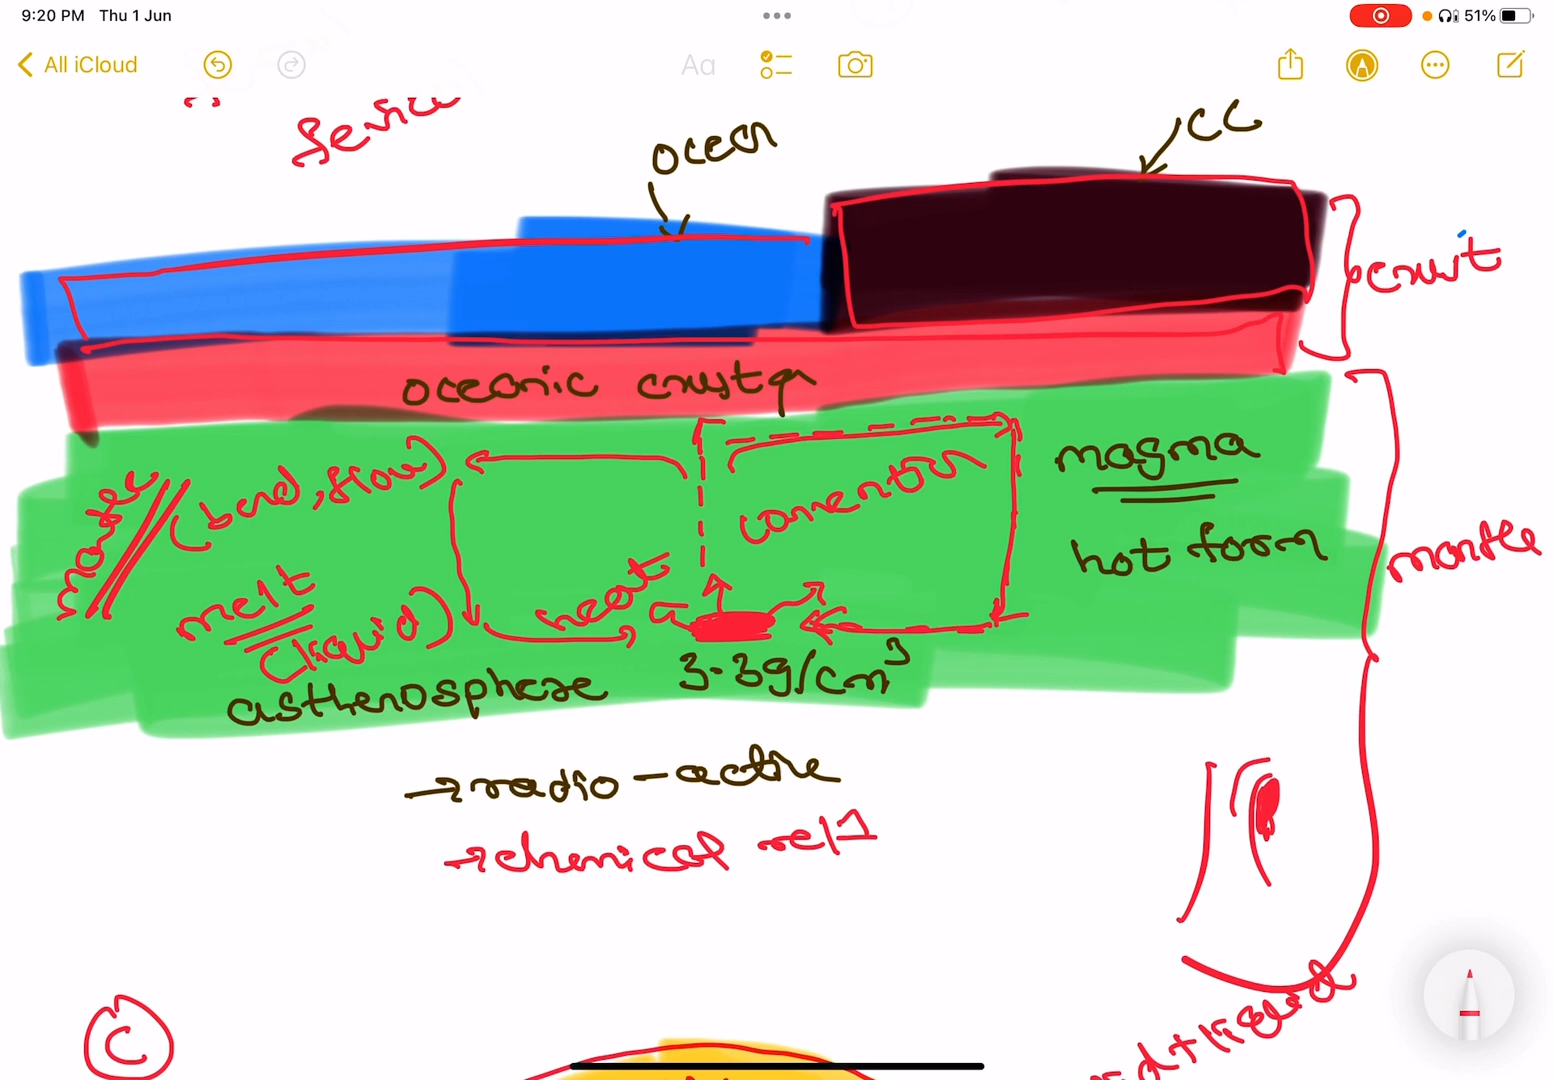 9:20 PM Thu 1 Jun
51%
All iCloud
Aa
ocean
CC
crust
oceanic crust
mantle
(bend, flow)
convention
magma
hot form
mantle
melt
(liquid)
heat
asthenosphere
3.3g/cm³
→ radio-active
→ chemical
C